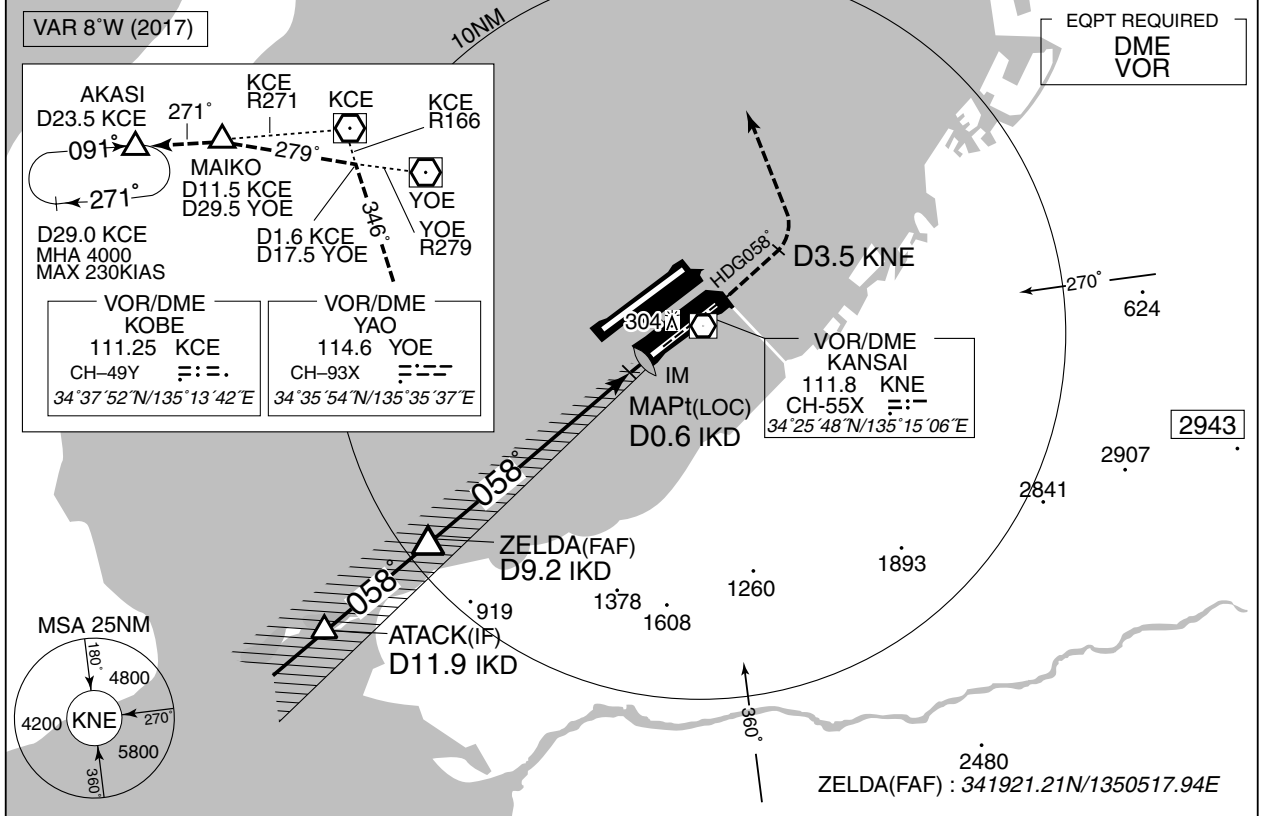 VAR 8°W (2017)
10NM
EQPT REQUIRED
DME
VOR
AKASI
D23.5 KCE
271°
KCE
R271
KCE
KCE
R166
091°
279°
MAIKO
D11.5 KCE
D29.5 YOE
YOE
271°
346°
D1.6 KCE
D17.5 YOE
YOE
R279
D29.0 KCE
MHA 4000
MAX 230KIAS
VOR/DME
KOBE
111.25 KCE
CH–49Y
34°37´52˝N/135°13´42˝E
VOR/DME
YAO
114.6 YOE
CH–93X
34°35´54˝N/135°35´37˝E
HDG058°
D3.5 KNE
270°
624
304
IM
MAPt(LOC)
D0.6 IKD
VOR/DME
KANSAI
111.8 KNE
CH-55X
34°25´48˝N/135°15´06˝E
2943
2907
2841
058°
ZELDA(FAF)
D9.2 IKD
1893
1260
1378
1608
919
058°
ATACK(IF)
D11.9 IKD
MSA 25NM
180°
4800
4200
KNE
270°
5800
360°
360°
2480
ZELDA(FAF) : 341921.21N/1350517.94E